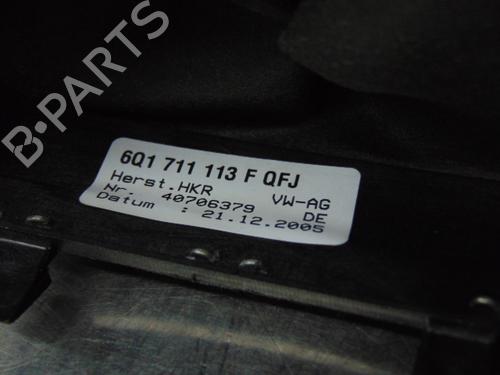 B-PARTS
6Q1 711 113 F QFJ
Herst.HKR VW-AG
Nr. 40706379 DE
Datum : 21.12.2005